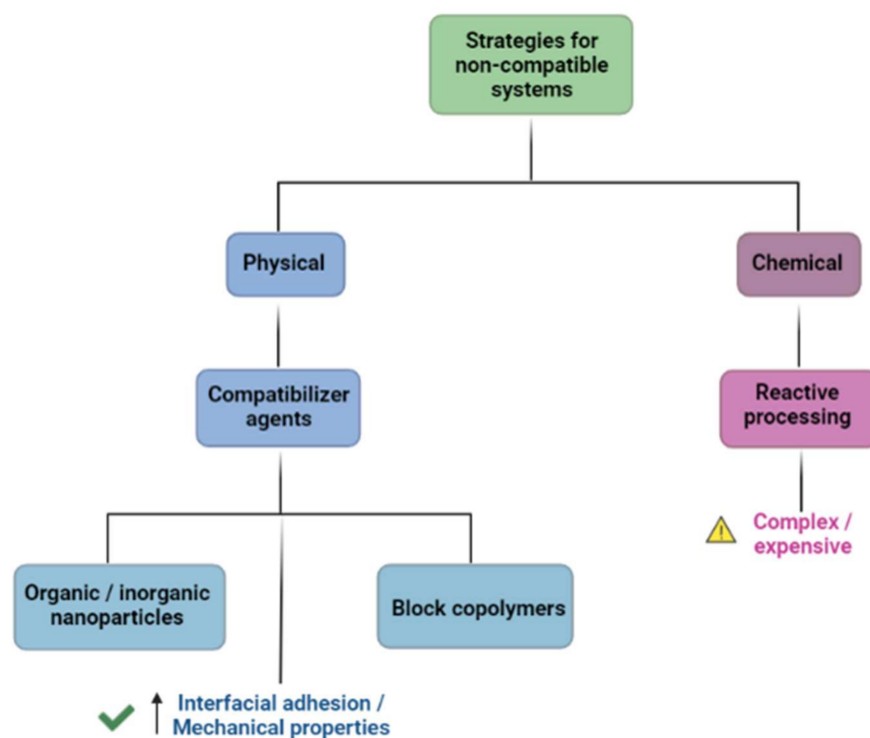 Strategies for
non-compatible
systems
Physical
Chemical
Compatibilizer
agents
Reactive
processing
Complex /
expensive
Organic / inorganic
nanoparticles
Block copolymers
Interfacial adhesion /
Mechanical properties